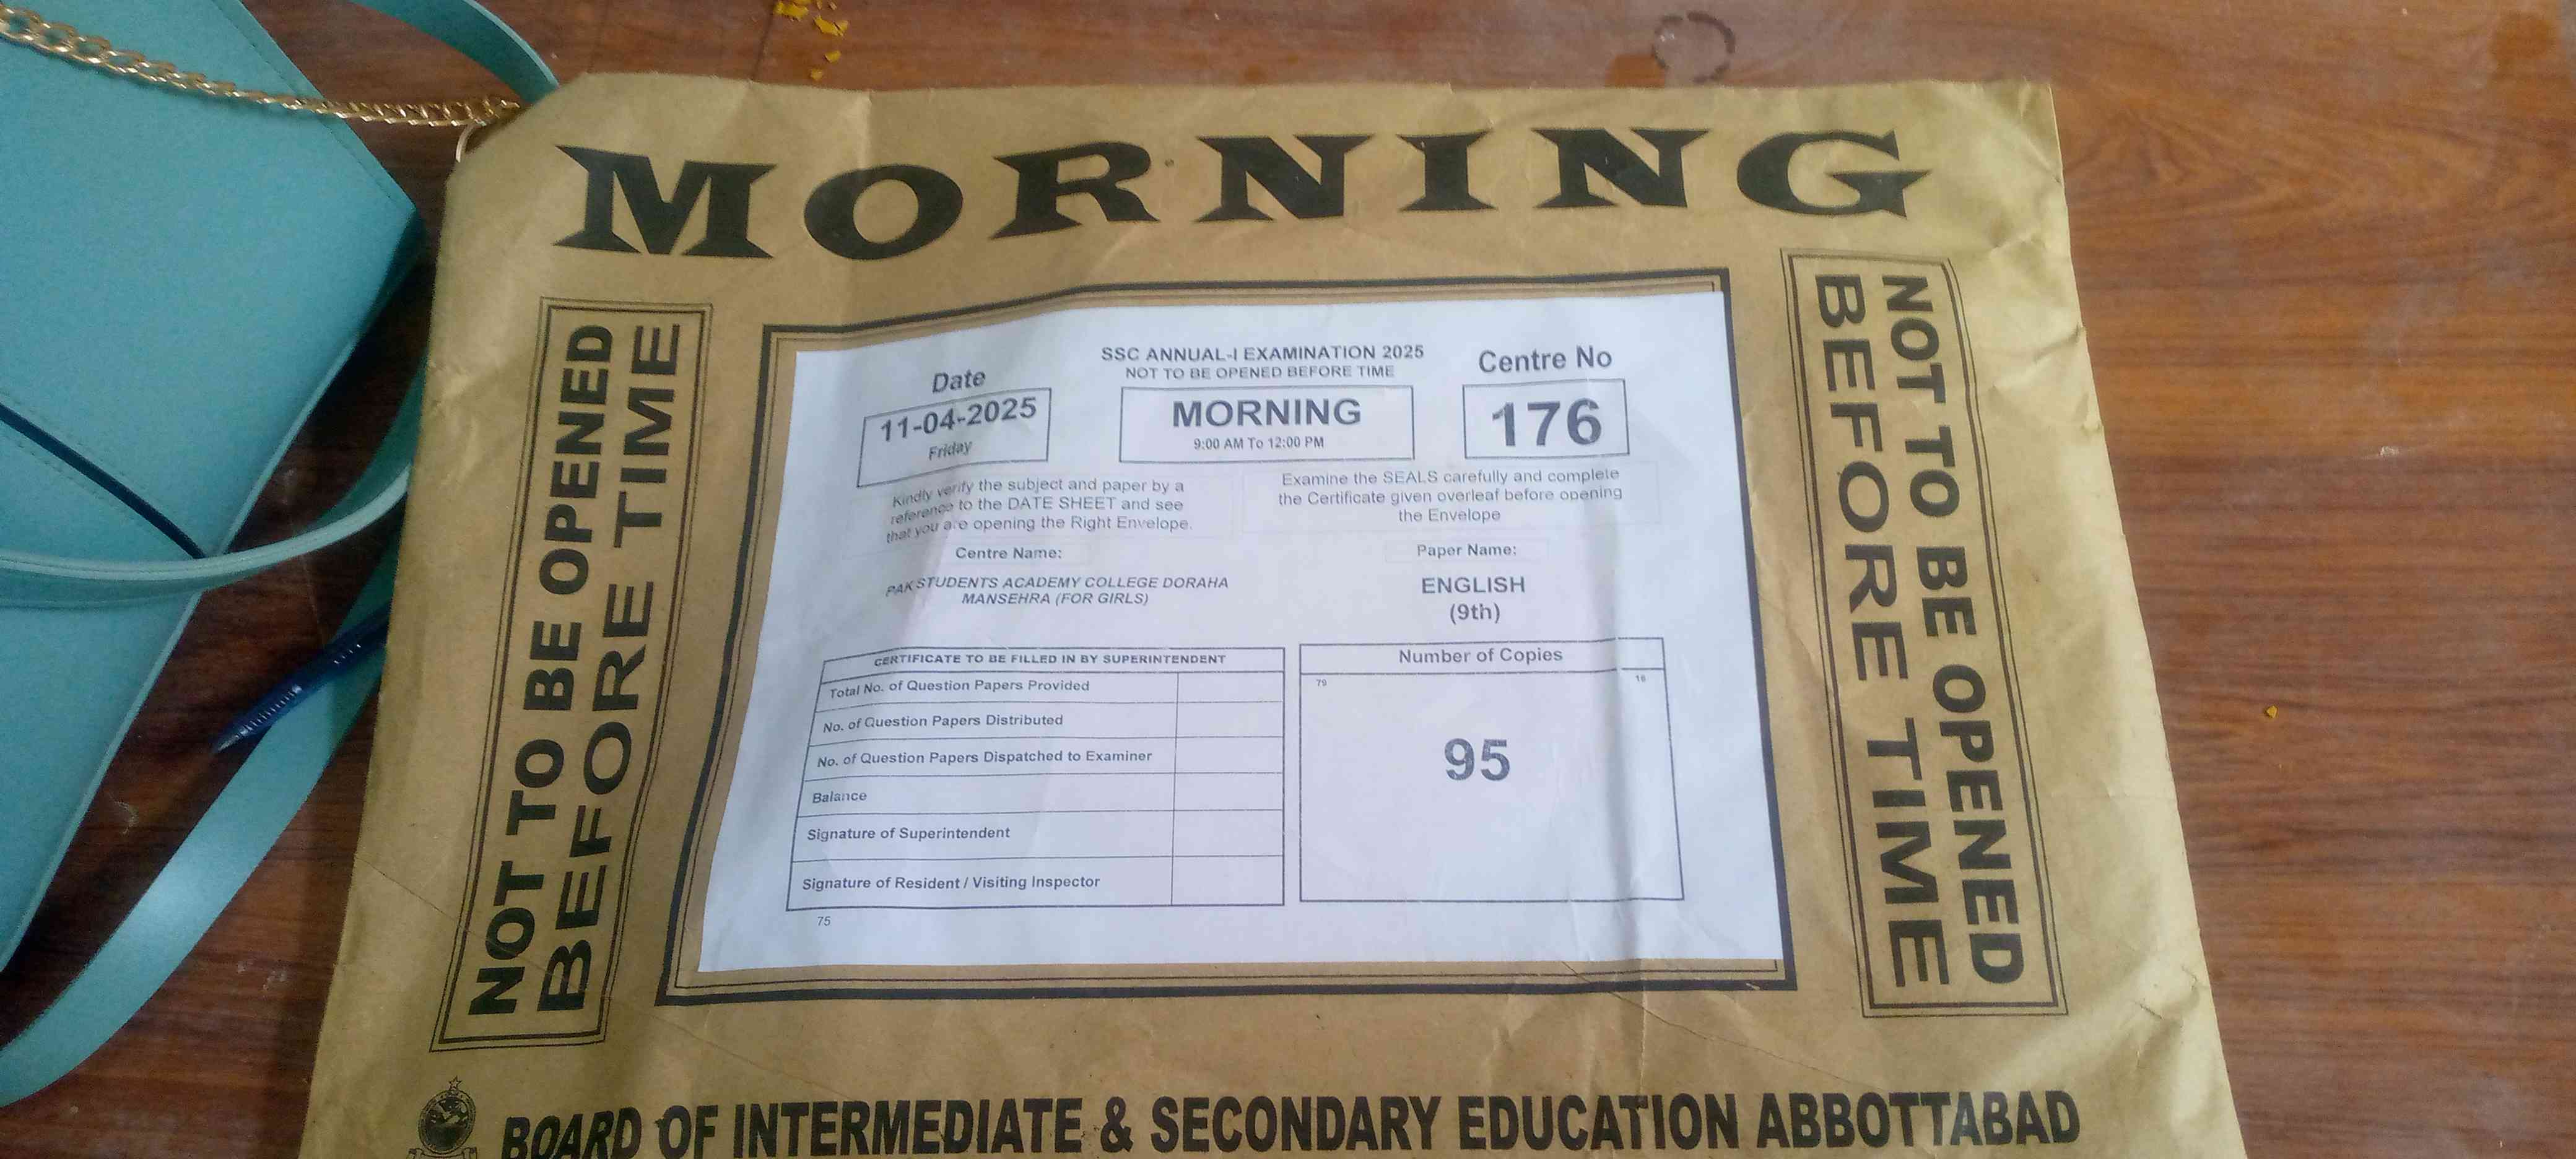 MORNING
NOT TO BE OPENED
BEFORE TIME
SSC ANNUAL-I EXAMINATION 2025
NOT TO BE OPENED BEFORE TIME
Date
11-04-2025
Friday
MORNING
9:00 AM To 12:00 PM
Centre No
176
Kindly verify the subject and paper by a
reference to the DATE SHEET and see
that you are opening the Right Envelope.
Examine the SEALS carefully and complete
the Certificate given overleaf before opening
the Envelope
Centre Name:
PAK STUDENTS ACADEMY COLLEGE DORAHA
MANSEHRA (FOR GIRLS)
Paper Name:
ENGLISH
(9th)
CERTIFICATE TO BE FILLED IN BY SUPERINTENDENT
Total No. of Question Papers Provided
No. of Question Papers Distributed
No. of Question Papers Dispatched to Examiner
Balance
Signature of Superintendent
Signature of Resident / Visiting Inspector
75
Number of Copies
79
16
95
NOT TO BE OPENED
BEFORE TIME
BOARD OF INTERMEDIATE & SECONDARY EDUCATION ABBOTTABAD